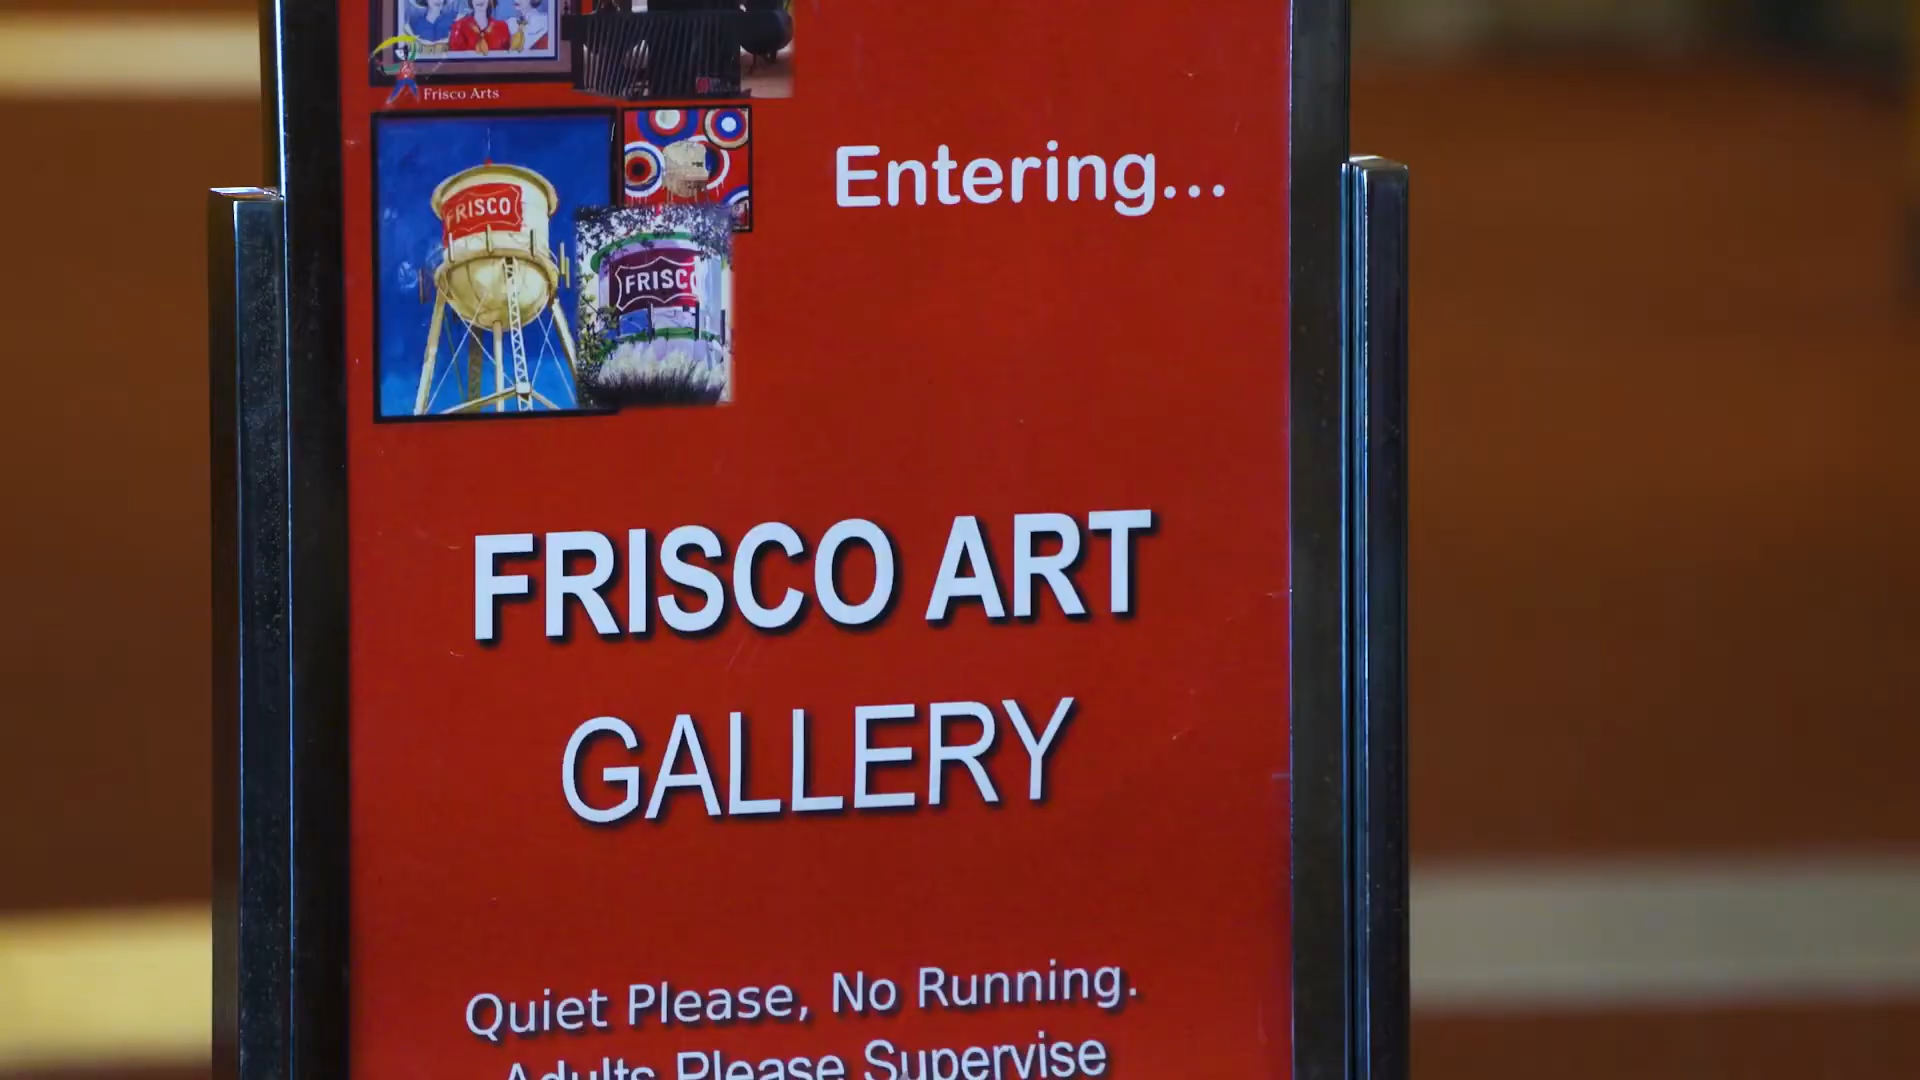 Frisco Arts
Entering...
FRISCO
FRISCO
FRISCO ART
GALLERY
Quiet Please, No Running.
Adults Please Supervise